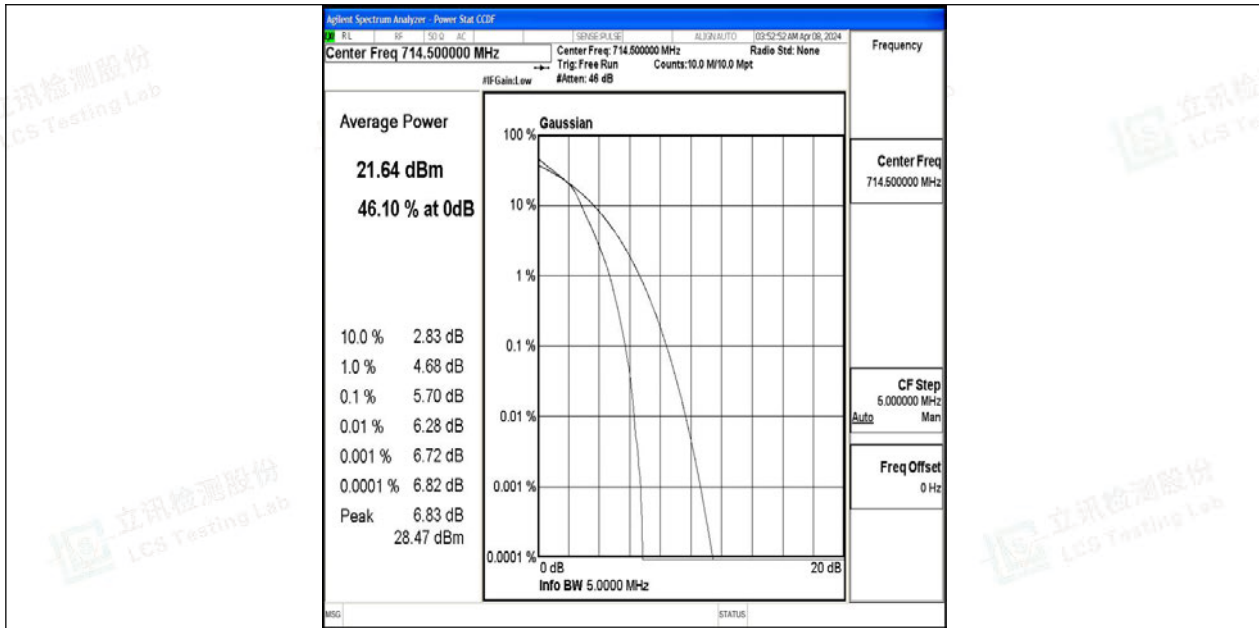 Agilent Spectrum Analyzer - Power Stat CCDF
RL RF 50 Ω AC SENSE:PULSE ALIGN AUTO 03:52:52 AM Apr 08, 2024
Center Freq 714.500000 MHz
Center Freq: 714.500000 MHz Radio Std: None
Trig: Free Run Counts:10.0 M/10.0 Mpt
#IFGain:Low #Atten: 46 dB
Frequency
Average Power
21.64 dBm
46.10 % at 0dB
10.0 % 2.83 dB
1.0 % 4.68 dB
0.1 % 5.70 dB
0.01 % 6.28 dB
0.001 % 6.72 dB
0.0001 % 6.82 dB
Peak 6.83 dB
28.47 dBm
Gaussian
100 %
10 %
1 %
0.1 %
0.01 %
0.001 %
0.0001 %
0 dB 20 dB
Info BW 5.0000 MHz
Center Freq
714.500000 MHz
CF Step
5.000000 MHz
Auto Man
Freq Offset
0 Hz
MSG STATUS
立讯检测股份
LCS Testing Lab
立讯检测股份
LCS Testing Lab
立讯检测股份
LCS Testing Lab